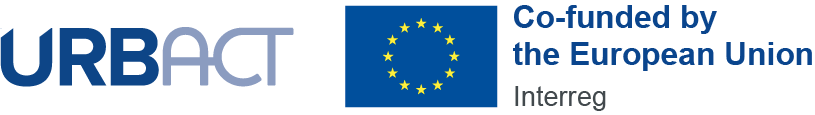 URBACT
Co-funded by
the European Union
Interreg